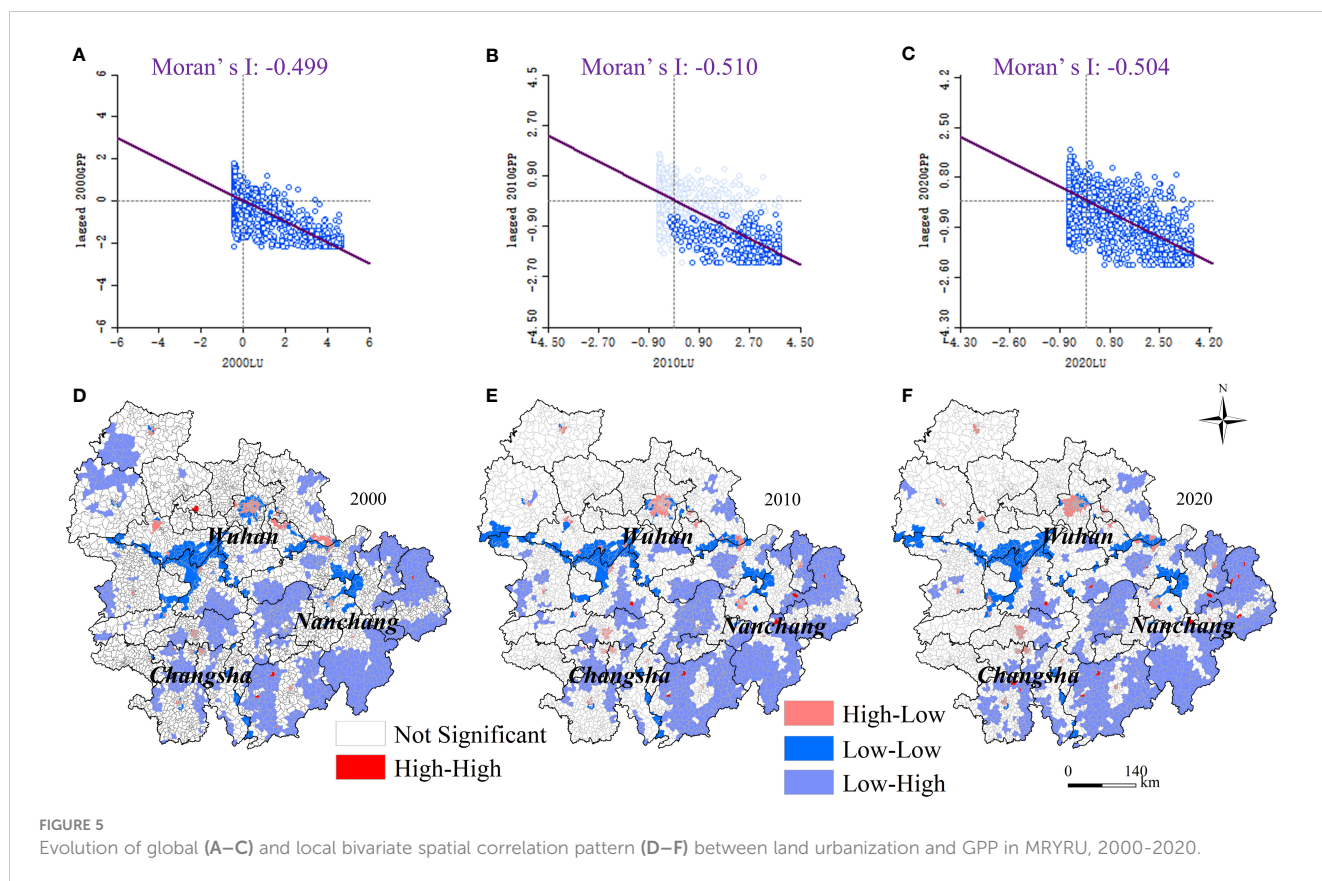 A
Moran’ s I: -0.499
6
4
2
0
-2
-4
-6
lagged 2000GPP
-6 -4 -2 0 2 4 6
2000LU
B
Moran’ s I: -0.510
4.5
2.70
0.90
-0.90
-2.70
-4.50
lagged 2010GPP
-4.50 -2.70 -0.90 0.90 2.70 4.50
2010LU
C
Moran’ s I: -0.504
4.2
2.50
0.80
-0.90
-2.60
-4.30
lagged 2020GPP
-4.30 -2.60 -0.90 0.80 2.50 4.20
2020LU
D
2000
Wuhan
Nanchang
Changsha
E
2010
Wuhan
Nanchang
Changsha
F
N
2020
Wuhan
Nanchang
Changsha
Not Significant
High-High
High-Low
Low-Low
Low-High
0 140
km
FIGURE 5
Evolution of global (A–C) and local bivariate spatial correlation pattern (D–F) between land urbanization and GPP in MRYRU, 2000-2020.